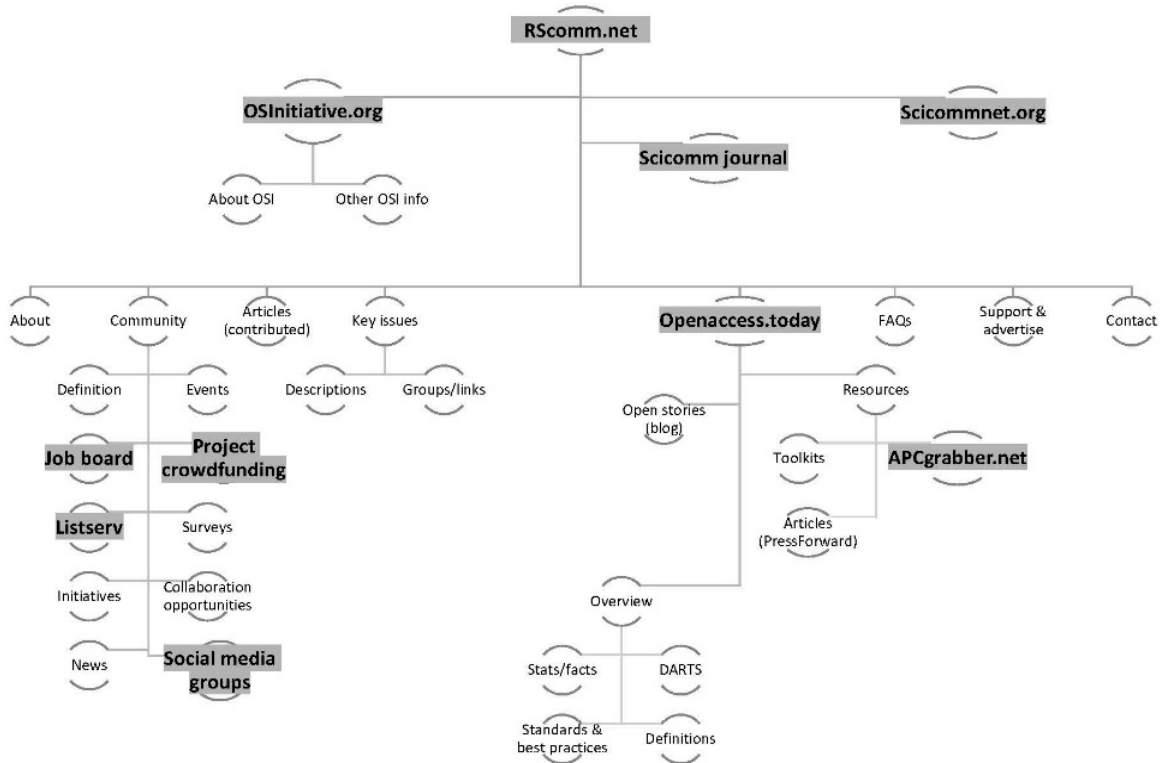 RScomm.net
OSInitiative.org
Scicommnet.org
Scicomm journal
About OSI
Other OSI info
About
Community
Articles
(contributed)
Key issues
Openaccess.today
FAQs
Support &
advertise
Contact
Definition
Events
Descriptions
Groups/links
Open stories
(blog)
Resources
Job board
Project
crowdfunding
Toolkits
APCgrabber.net
Listserv
Surveys
Articles
(PressForward)
Initiatives
Collaboration
opportunities
Overview
News
Social media
groups
Stats/facts
DARTS
Standards &
best practices
Definitions